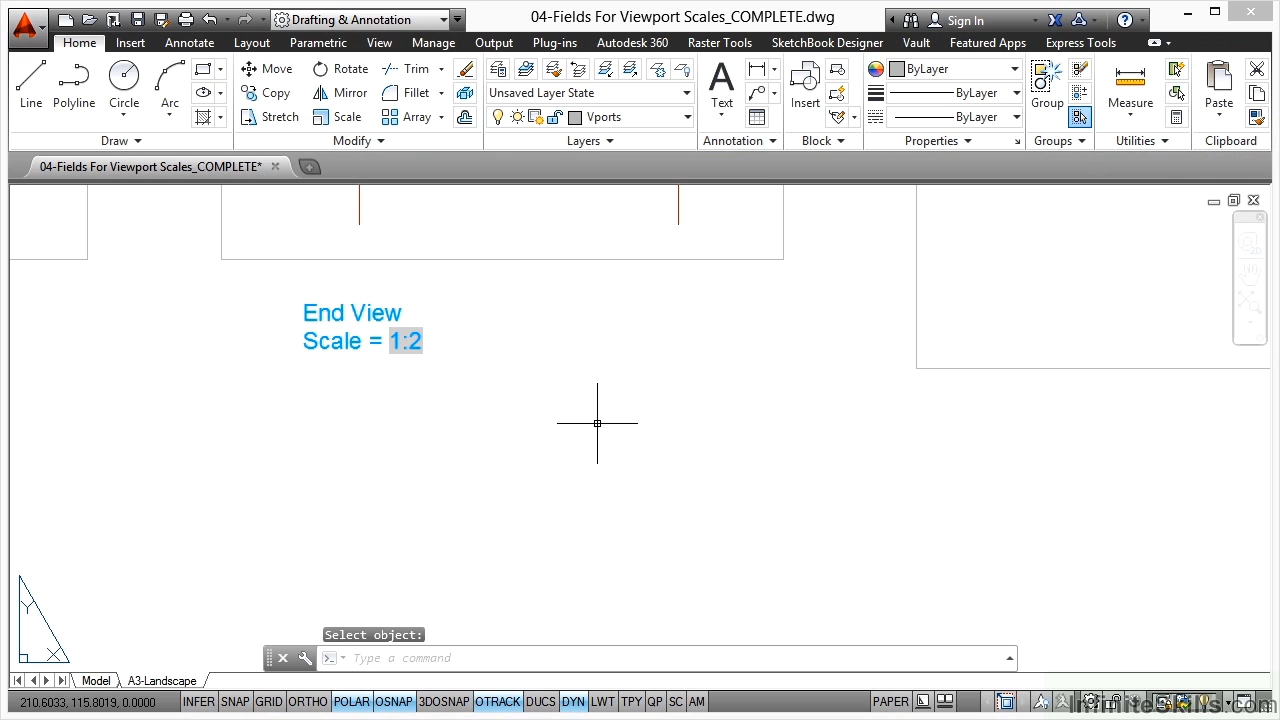 Drafting & Annotation
04-Fields For Viewport Scales_COMPLETE.dwg
Sign In
Home Insert Annotate Layout Parametric View Manage Output Plug-ins Autodesk 360 Raster Tools SketchBook Designer Vault Featured Apps Express Tools
Line Polyline Circle Arc
Move Rotate Trim
Copy Mirror Fillet
Stretch Scale Array
Unsaved Layer State
Vports
Text
Insert
ByLayer
ByLayer
ByLayer
Group
Measure
Paste
Draw Modify Layers Annotation Block Properties Groups Utilities Clipboard
04-Fields For Viewport Scales_COMPLETE*
End View
Scale = 1:2
Y
X
Select object:
Type a command
Model A3-Landscape
210.6033, 115.8019, 0.0000 INFER SNAP GRID ORTHO POLAR OSNAP 3DOSNAP OTRACK DUCS DYN LWT TPY QP SC AM PAPER
InfiniteSkills.com